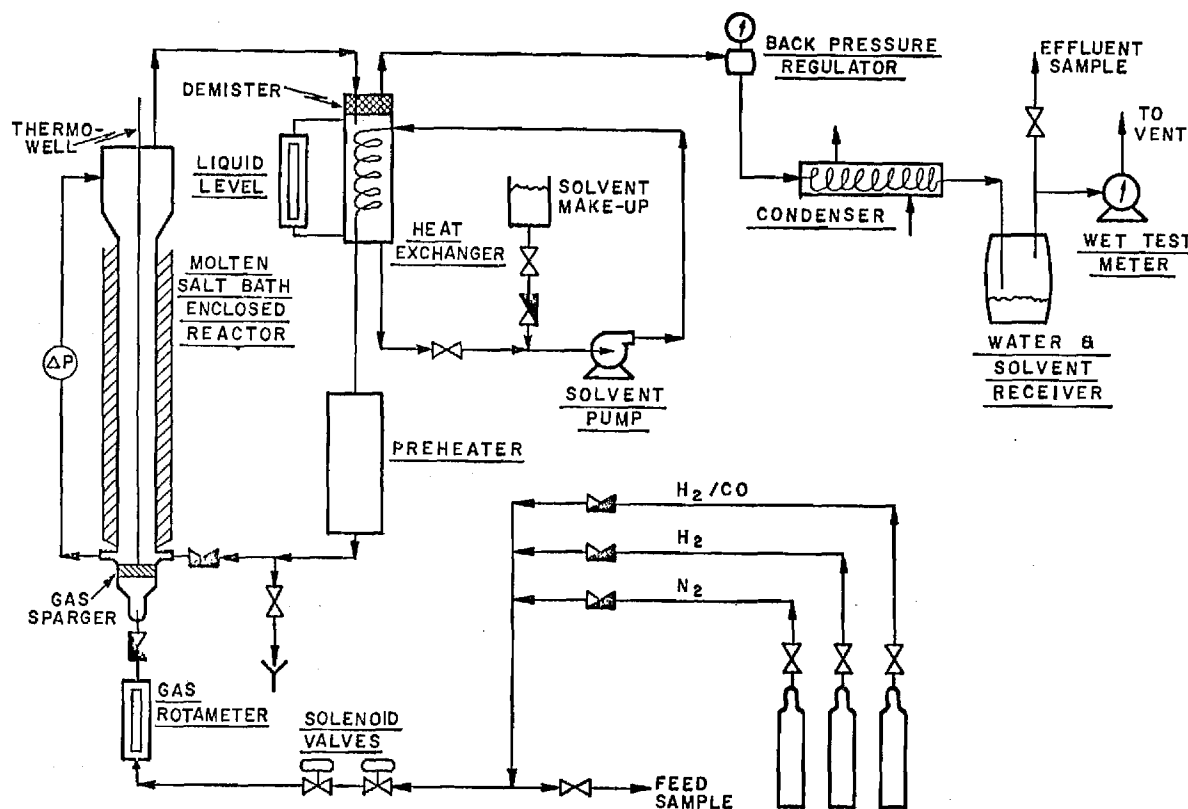 BACK PRESSURE
REGULATOR
EFFLUENT
SAMPLE
DEMISTER
TO
VENT
THERMO-
WELL
LIQUID
LEVEL
SOLVENT
MAKE-UP
CONDENSER
HEAT
EXCHANGER
WET TEST
METER
MOLTEN
SALT BATH
ENCLOSED
REACTOR
ΔP
WATER &
SOLVENT
RECEIVER
SOLVENT
PUMP
PREHEATER
H2/CO
H2
N2
GAS
SPARGER
GAS
ROTAMETER
SOLENOID
VALVES
FEED
SAMPLE